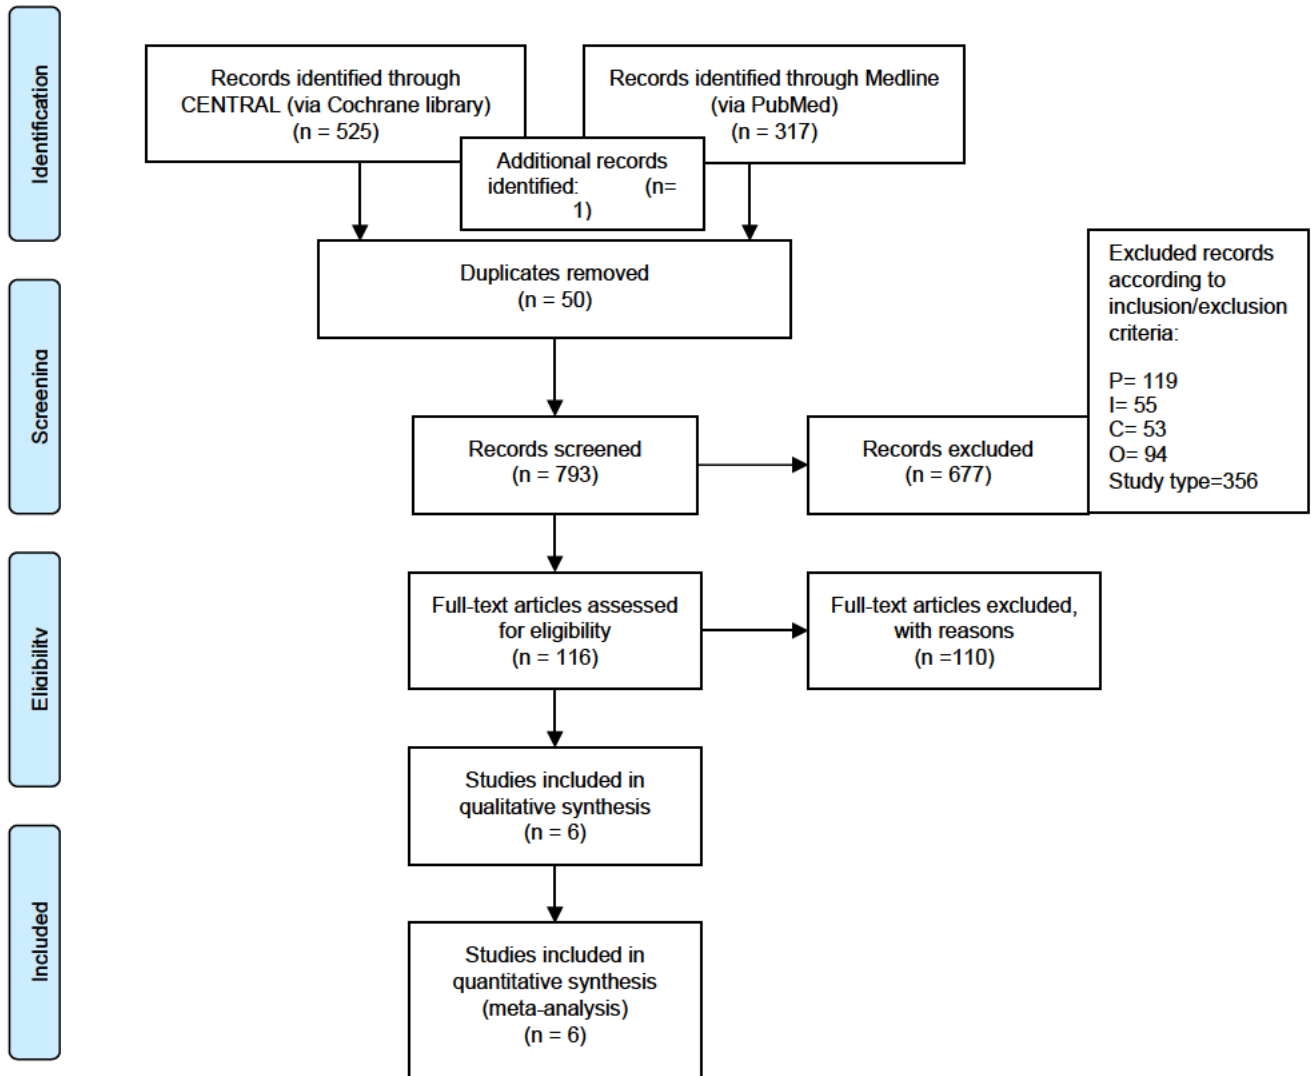 Identification
Records identified through
CENTRAL (via Cochrane library)
(n = 525)
Records identified through Medline
(via PubMed)
(n = 317)
Additional records
identified: (n=
1)
Duplicates removed
(n = 50)
Excluded records
according to
inclusion/exclusion
criteria:
P= 119
I= 55
C= 53
O= 94
Study type=356
Screening
Records screened
(n = 793)
Records excluded
(n = 677)
Eligibility
Full-text articles assessed
for eligibility
(n = 116)
Full-text articles excluded,
with reasons
(n =110)
Studies included in
qualitative synthesis
(n = 6)
Included
Studies included in
quantitative synthesis
(meta-analysis)
(n = 6)